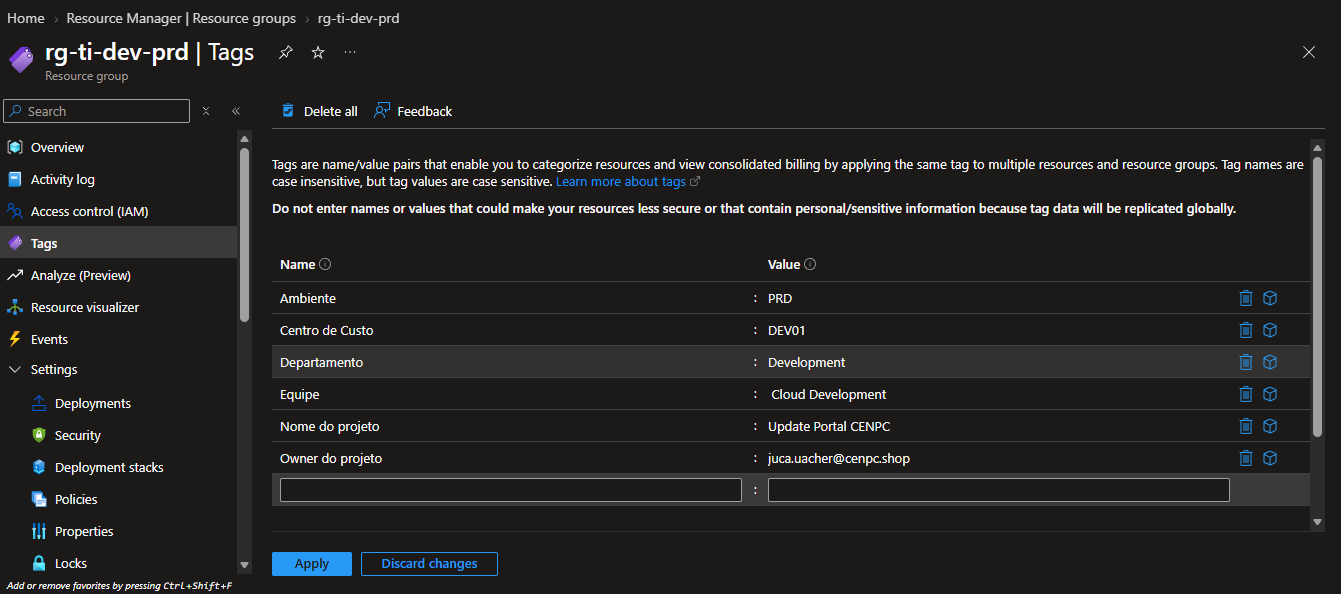 Home › Resource Manager | Resource groups › rg-ti-dev-prd
rg-ti-dev-prd | Tags ...
Resource group
Search
Delete all Feedback
Overview
Activity log
Access control (IAM)
Tags
Analyze (Preview)
Resource visualizer
Events
Settings
Deployments
Security
Deployment stacks
Policies
Properties
Locks
Add or remove favorites by pressing Ctrl+Shift+F
Tags are name/value pairs that enable you to categorize resources and view consolidated billing by applying the same tag to multiple resources and resource groups. Tag names are
case insensitive, but tag values are case sensitive. Learn more about tags
Do not enter names or values that could make your resources less secure or that contain personal/sensitive information because tag data will be replicated globally.
Name Value
Ambiente : PRD
Centro de Custo : DEV01
Departamento : Development
Equipe : Cloud Development
Nome do projeto : Update Portal CENPC
Owner do projeto : juca.uacher@cenpc.shop
:
Apply Discard changes